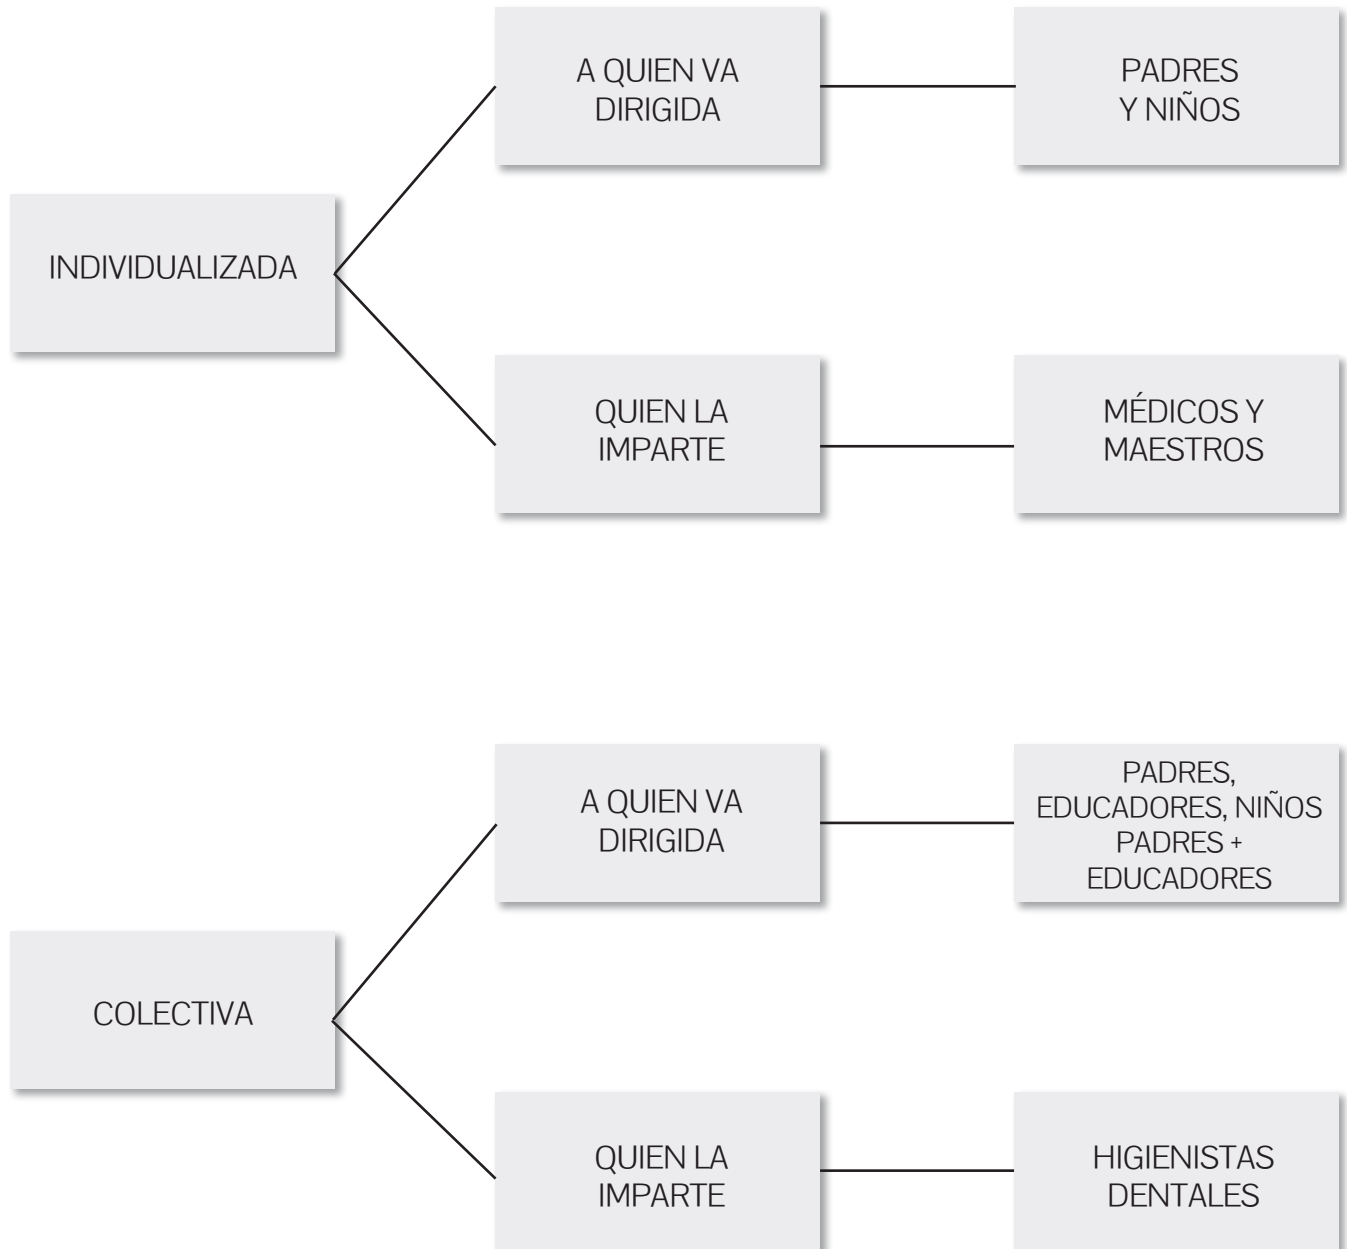 A QUIEN VA
DIRIGIDA
PADRES
Y NIÑOS
INDIVIDUALIZADA
QUIEN LA
IMPARTE
MÉDICOS Y
MAESTROS
A QUIEN VA
DIRIGIDA
PADRES,
EDUCADORES, NIÑOS
PADRES +
EDUCADORES
COLECTIVA
QUIEN LA
IMPARTE
HIGIENISTAS
DENTALES